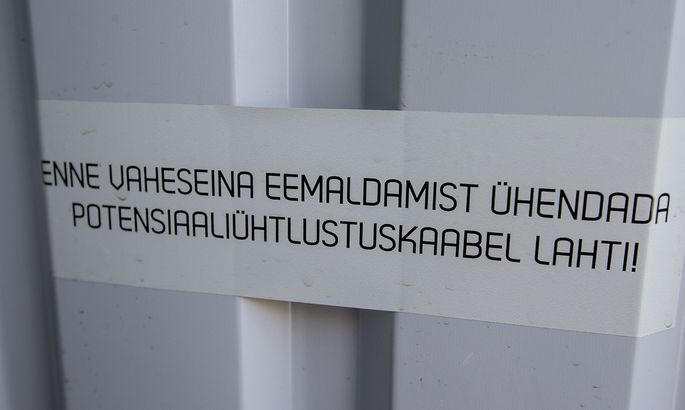 ENNE VAHESEINA EEMALDAMIST ÜHENDADA
POTENSIAALIÜHTLUSTUSKAABEL LAHTI!